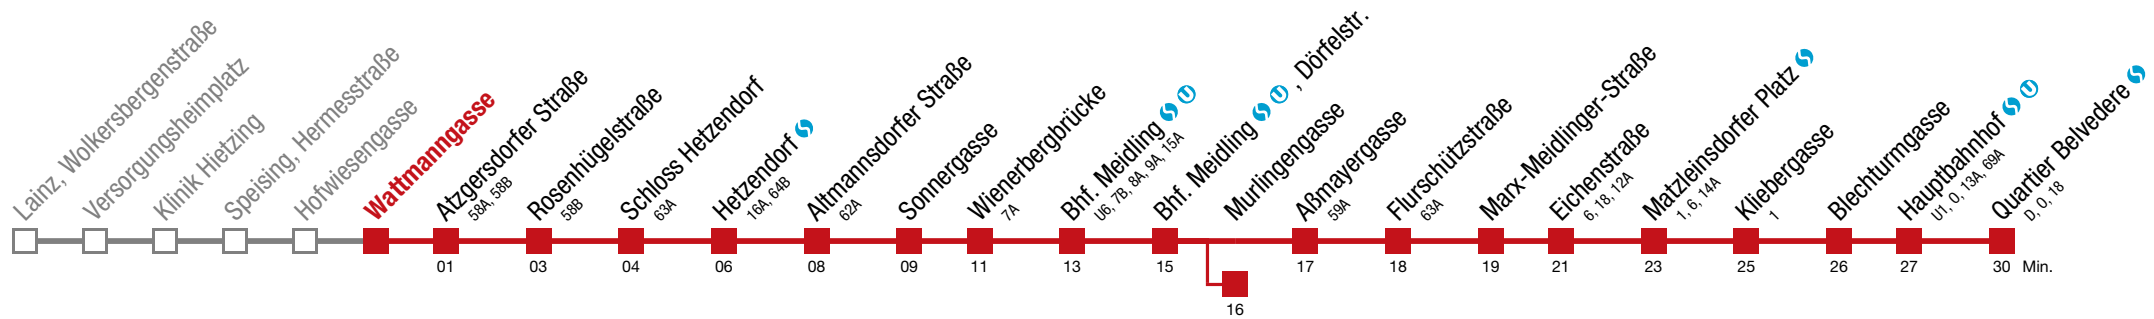 Lainz, Wolkersbergenstraße
Versorgungsheimplatz
Klinik Hietzing
Speising, Hermesstraße
Hofwiesengasse
Wattmanngasse
Atzgersdorfer Straße
58A, 58B
Rosenhügelstraße
58B
Schloss Hetzendorf
63A
Hetzendorf S
16A, 64B
Altmannsdorfer Straße
62A
Sonnergasse
Wienerbergbrücke
7A
Bhf. Meidling S U
U6, 7B, 8A, 9A, 15A
Bhf. Meidling S U , Dörfelstr.
Murlingengasse
Aßmayergasse
59A
Flurschützstraße
63A
Marx-Meidlinger-Straße
Eichenstraße
6, 18, 12A
Matzleinsdorfer Platz S
1, 6, 14A
Kliebergasse
1
Blechturmgasse
Hauptbahnhof S U
U1, O, 13A, 69A
Quartier Belvedere S
D, O, 18
01 03 04 06 08 09 11 13 15 17 18 19 21 23 25 26 27 30 Min.
16